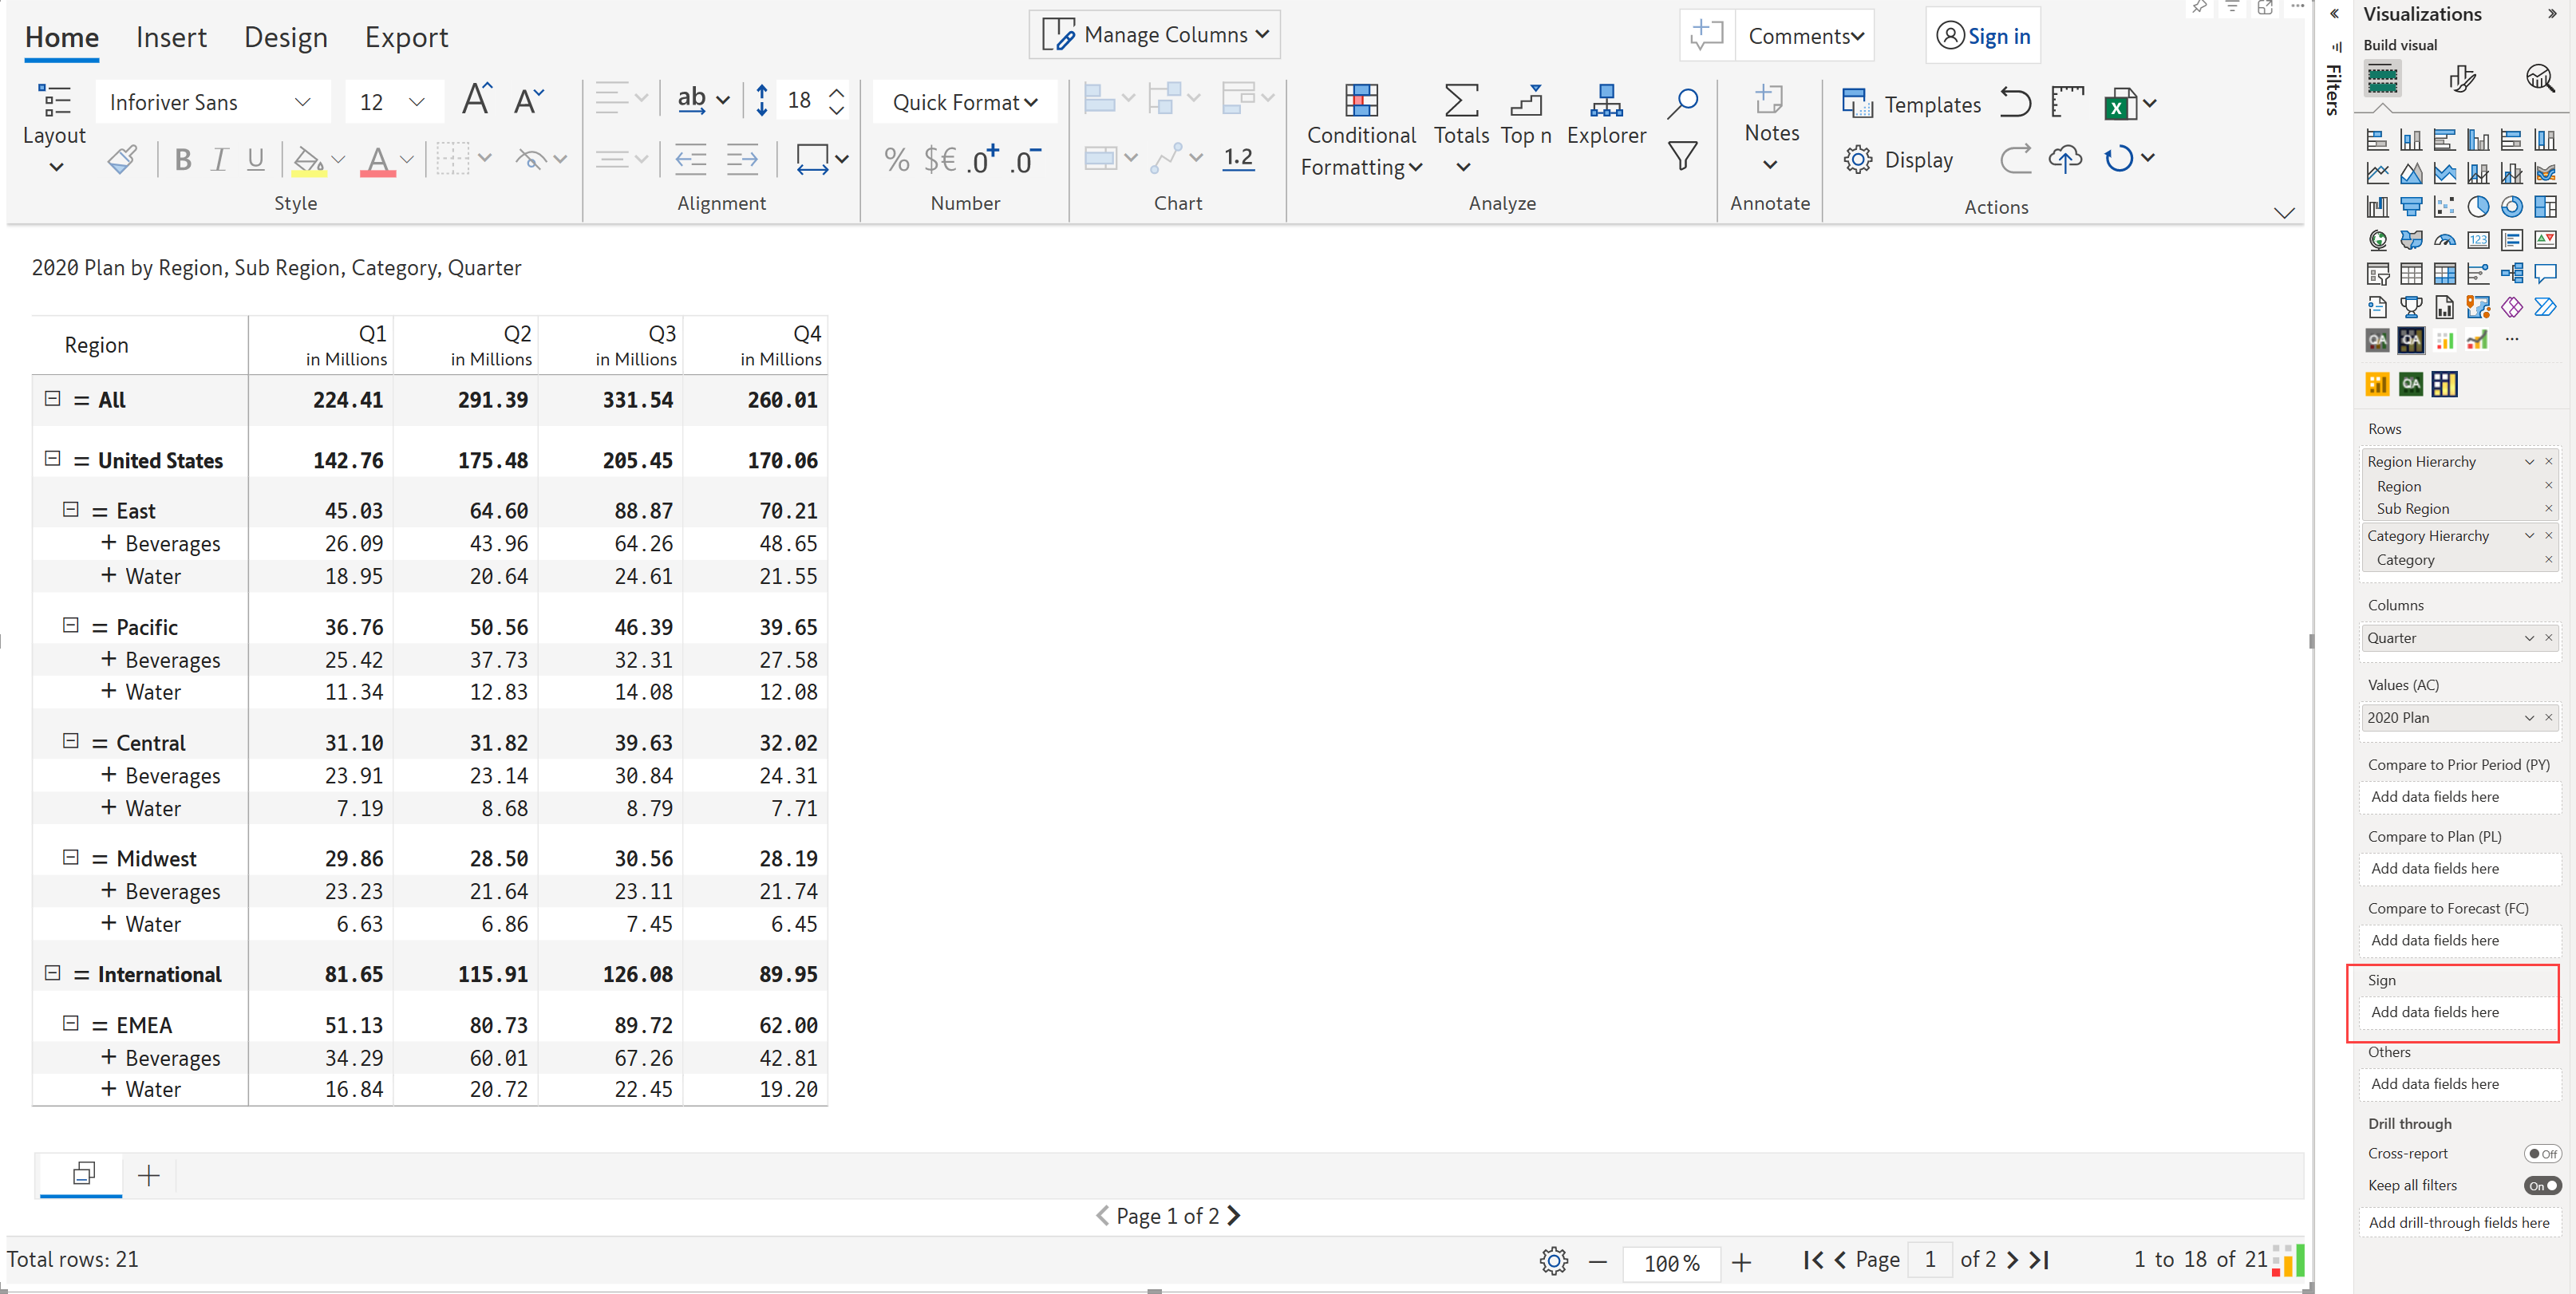 Home Insert Design Export
Manage Columns
Comments
Sign in
Layout
Inforiver Sans 12
A A
B I U A
Style
ab 18
Alignment
Quick Format
% $€ .0+ .0-
Number
1.2
Chart
Conditional Formatting
Totals
Top n
Explorer
Analyze
Notes
Annotate
Templates
Display
X
Actions
2020 Plan by Region, Sub Region, Category, Quarter
Region Q1 in Millions Q2 in Millions Q3 in Millions Q4 in Millions
= All 224.41 291.39 331.54 260.01
= United States 142.76 175.48 205.45 170.06
= East 45.03 64.60 88.87 70.21
+ Beverages 26.09 43.96 64.26 48.65
+ Water 18.95 20.64 24.61 21.55
= Pacific 36.76 50.56 46.39 39.65
+ Beverages 25.42 37.73 32.31 27.58
+ Water 11.34 12.83 14.08 12.08
= Central 31.10 31.82 39.63 32.02
+ Beverages 23.91 23.14 30.84 24.31
+ Water 7.19 8.68 8.79 7.71
= Midwest 29.86 28.50 30.56 28.19
+ Beverages 23.23 21.64 23.11 21.74
+ Water 6.63 6.86 7.45 6.45
= International 81.65 115.91 126.08 89.95
= EMEA 51.13 80.73 89.72 62.00
+ Beverages 34.29 60.01 67.26 42.81
+ Water 16.84 20.72 22.45 19.20
Page 1 of 2
Total rows: 21
100 %
Page 1 of 2
1 to 18 of 21
Filters
Visualizations
Build visual
123
QA QA
QA
Rows
Region Hierarchy
Region
Sub Region
Category Hierarchy
Category
Columns
Quarter
Values (AC)
2020 Plan
Compare to Prior Period (PY)
Add data fields here
Compare to Plan (PL)
Add data fields here
Compare to Forecast (FC)
Add data fields here
Sign
Add data fields here
Others
Add data fields here
Drill through
Cross-report Off
Keep all filters On
Add drill-through fields here